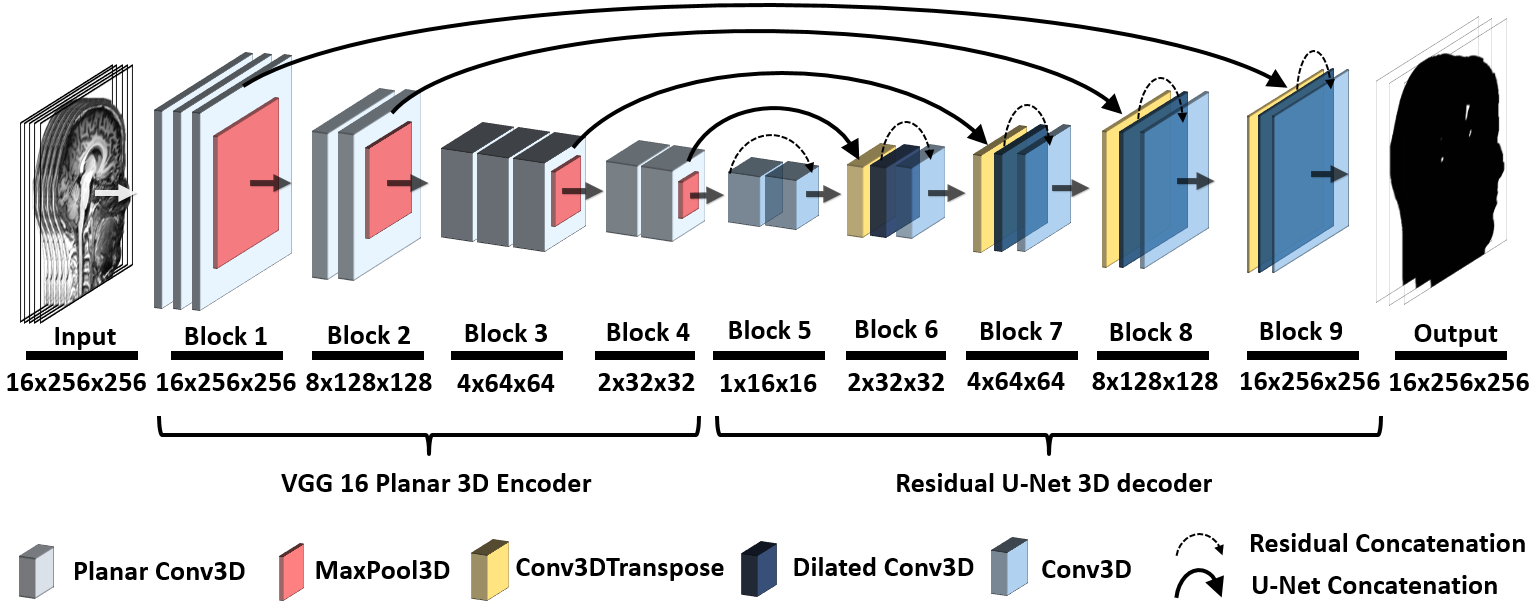 Input Block 1 Block 2 Block 3 Block 4 Block 5 Block 6 Block 7 Block 8 Block 9 Output
16x256x256 16x256x256 8x128x128 4x64x64 2x32x32 1x16x16 2x32x32 4x64x64 8x128x128 16x256x256 16x256x256
VGG 16 Planar 3D Encoder Residual U-Net 3D decoder
Planar Conv3D MaxPool3D Conv3DTranspose Dilated Conv3D Conv3D Residual Concatenation
U-Net Concatenation